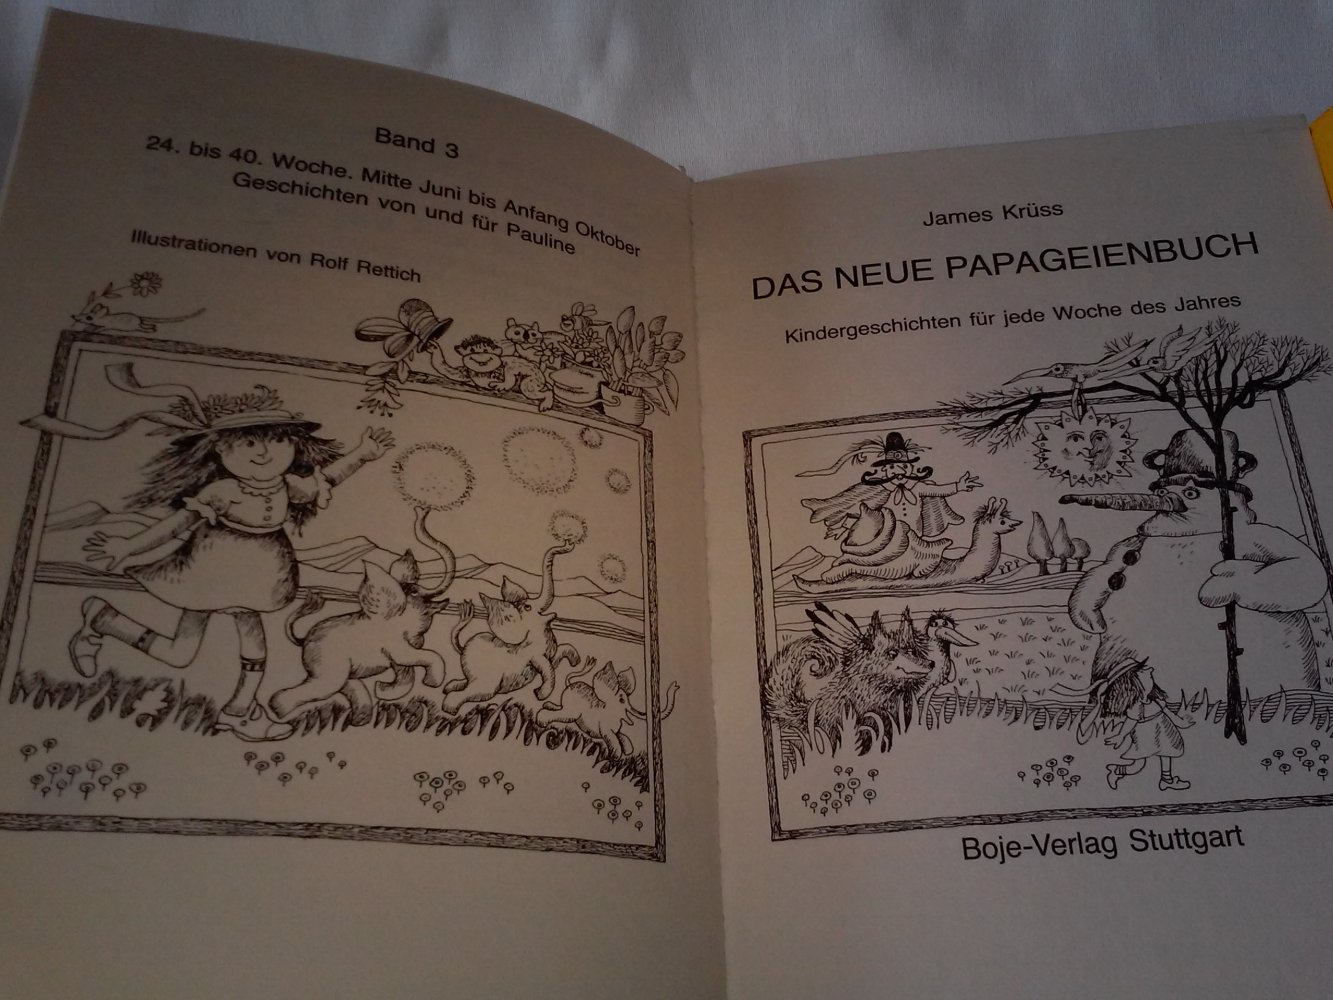 Band 3
24. bis 40. Woche. Mitte Juni bis Anfang Oktober
Geschichten von und für Pauline
Illustrationen von Rolf Rettich
James Krüss
DAS NEUE PAPAGEIENBUCH
Kindergeschichten für jede Woche des Jahres
Boje-Verlag Stuttgart